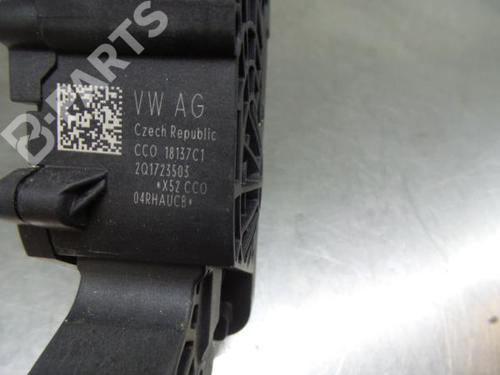 B-PARTS
VW AG
Czech Republic
CCO 18137C1
2Q1723503
*X52 CCO
04RHAUCB*